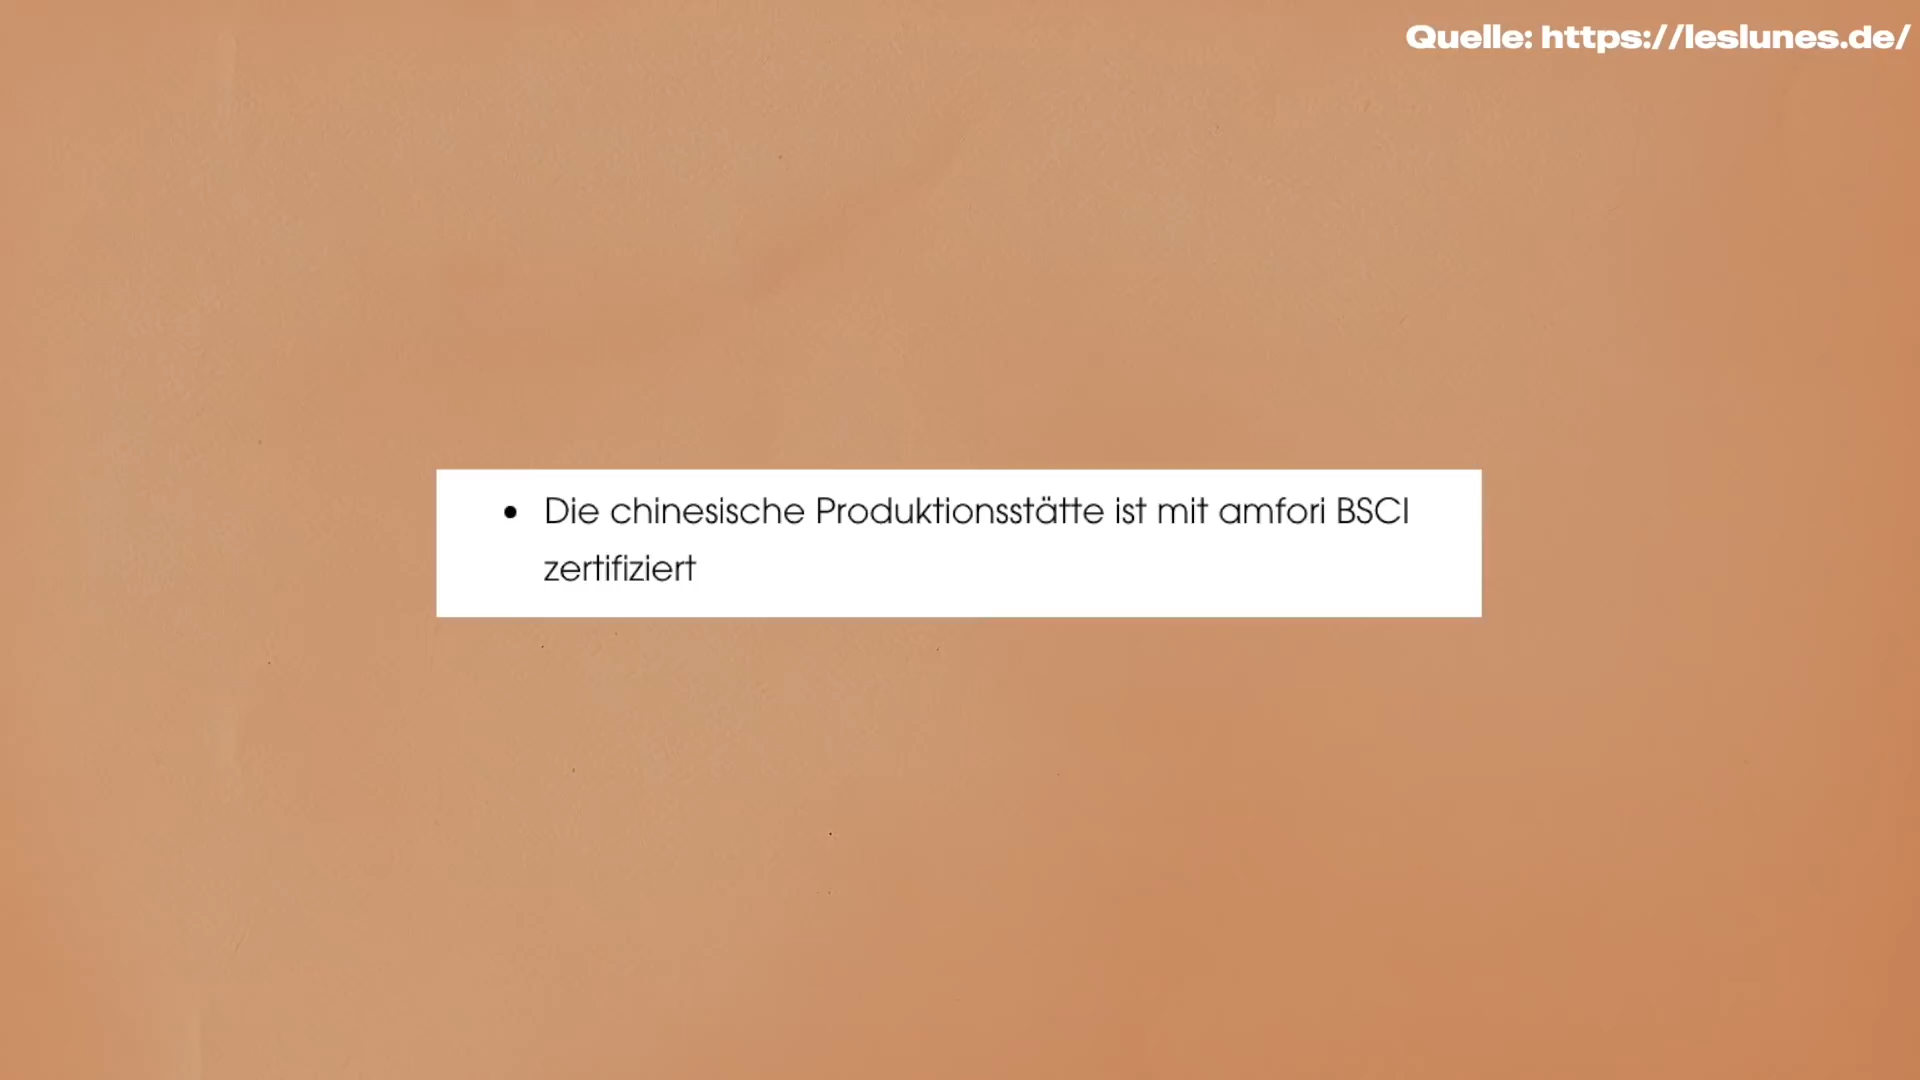 Quelle: https://leslunes.de/
• Die chinesische Produktionsstätte ist mit amfori BSCI
zertifiziert